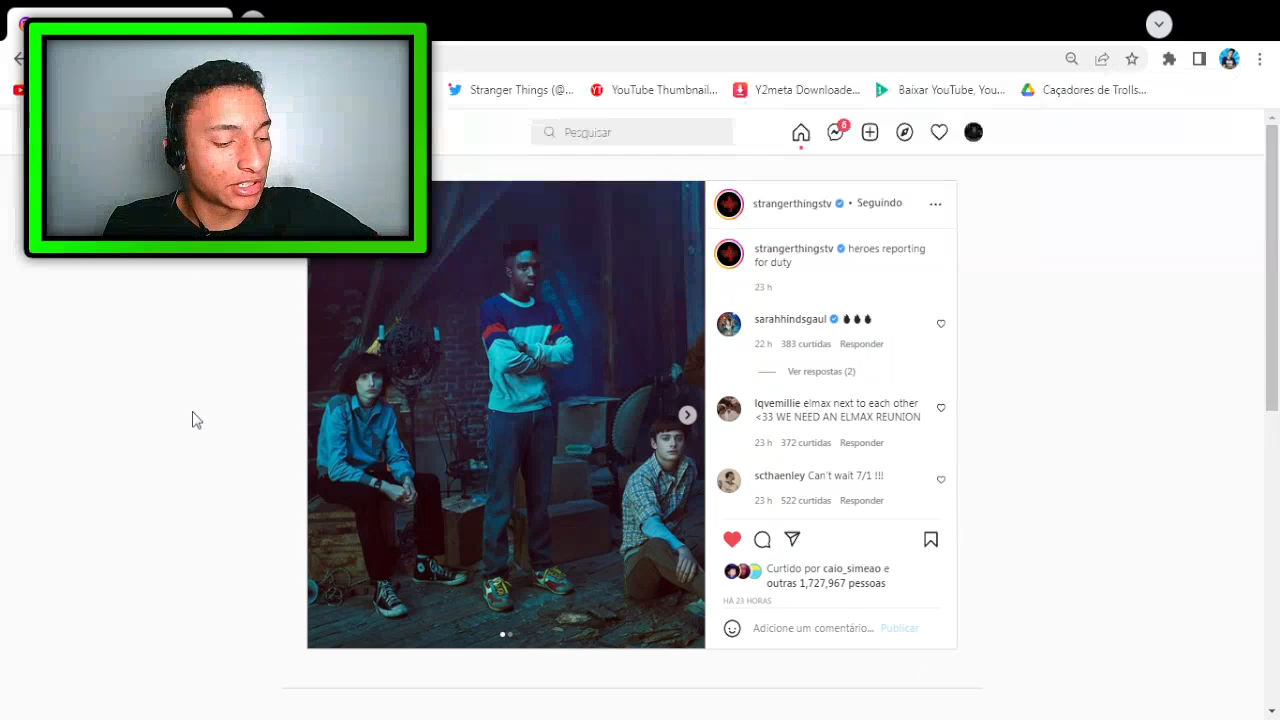 Stranger Things (@...
YouTube Thumbnail...
Y2meta Downloade...
Baixar YouTube, You...
Caçadores de Trolls...
Pesquisar
6
strangerthingstv • Seguindo
strangerthingstv heroes reporting
for duty
23 h
sarahhindsgaul
22 h 383 curtidas Responder
Ver respostas (2)
lqvemillie elmax next to each other
<33 WE NEED AN ELMAX REUNION
23 h 372 curtidas Responder
scthaenley Can't wait 7/1 !!!
23 h 522 curtidas Responder
Curtido por caio_simeao e
outras 1,727,967 pessoas
HÁ 23 HORAS
Adicione um comentário... Publicar